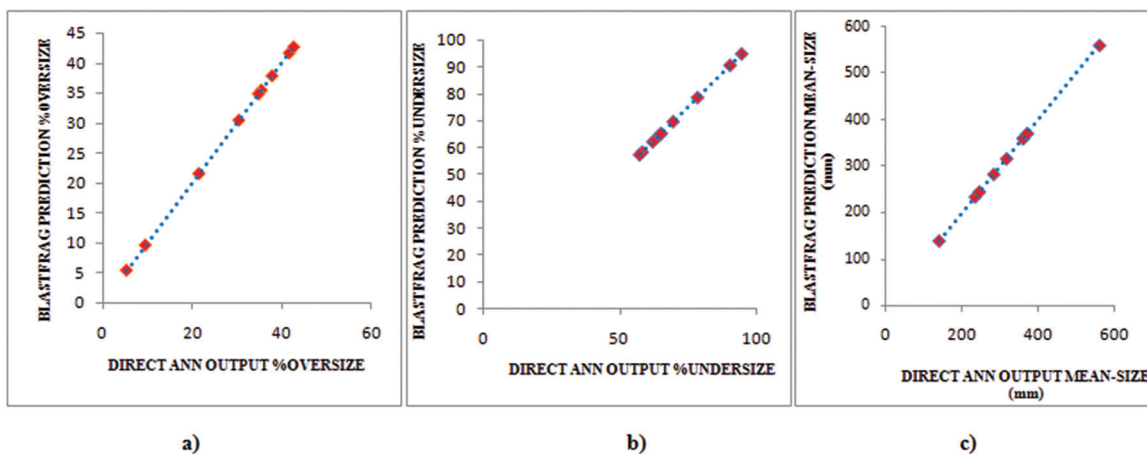 BLASTFRAG PREDICTION %OVERSIZE
45
40
35
30
25
20
15
10
5
0
0 20 40 60
DIRECT ANN OUTPUT %OVERSIZE
a)
BLASTFRAG PREDICTION %UNDERSIZE
100
90
80
70
60
50
40
30
20
10
0
0 50 100
DIRECT ANN OUTPUT %UNDERSIZE
b)
BLASTFRAG PREDICTION MEAN-SIZE
(mm)
600
500
400
300
200
100
0
0 200 400 600
DIRECT ANN OUTPUT MEAN-SIZE
(mm)
c)